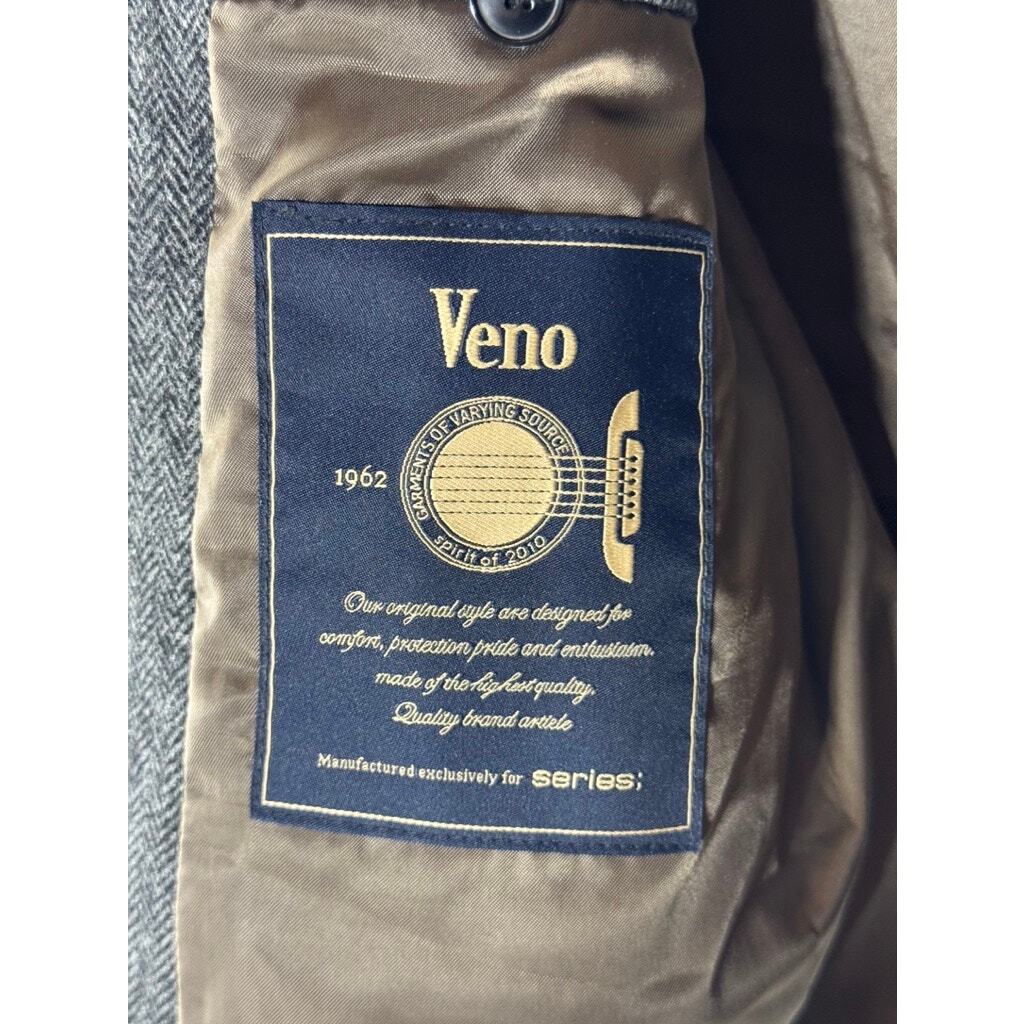 Veno
GARMENTS OF VARYING SOURCE
1962
spirit of 2010
Our original style are designed for
comfort, protection pride and enthusiasm.
made of the highest quality.
Quality brand article
Manufactured exclusively for series;